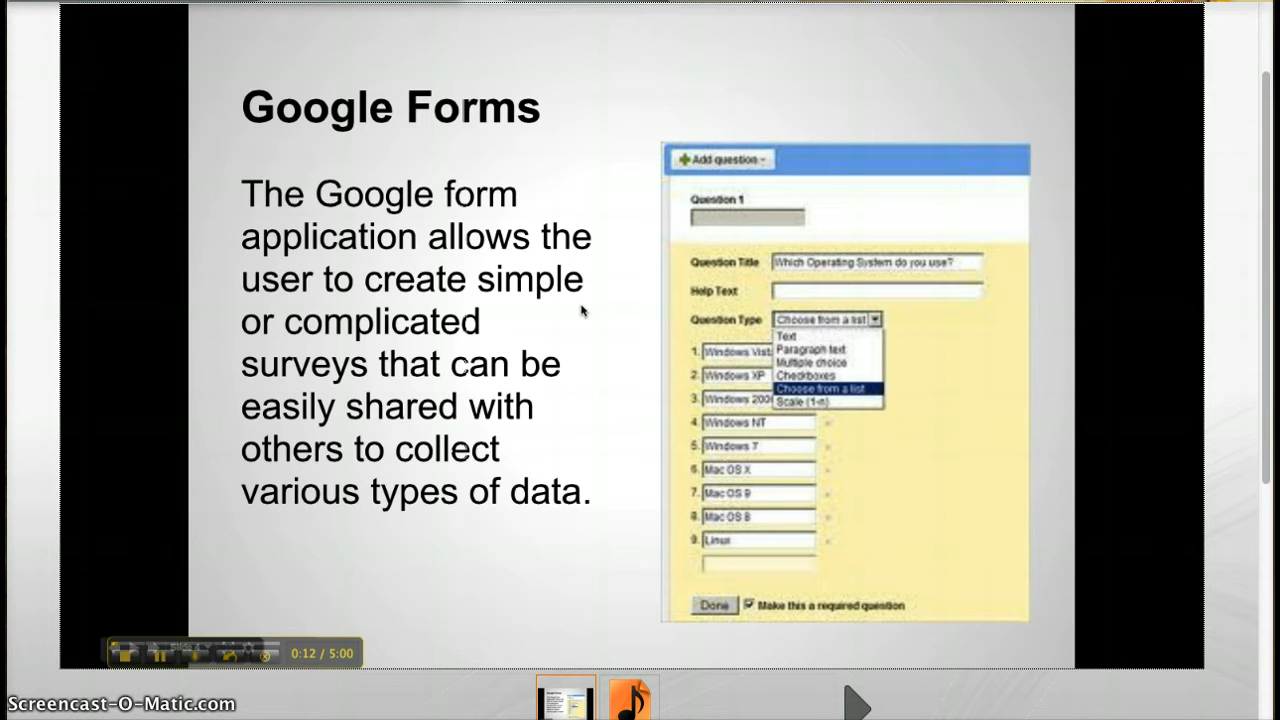 Google Forms
The Google form
application allows the
user to create simple
or complicated
surveys that can be
easily shared with
others to collect
various types of data.
Add question
Question 1
Question Title Which Operating System do you use?
Help Text
Question Type Choose from a list
Text
Paragraph text
Multiple choice
Checkboxes
Choose from a list
Scale (1-n)
1. Windows Vist
2. Windows XP
3. Windows 200
4. Windows NT
5. Windows 7
6. Mac OS X
7. Mac OS 9
8. Mac OS 8
9. Linux
Done Make this a required question
0:12 / 5:00
Screencast-O-Matic.com